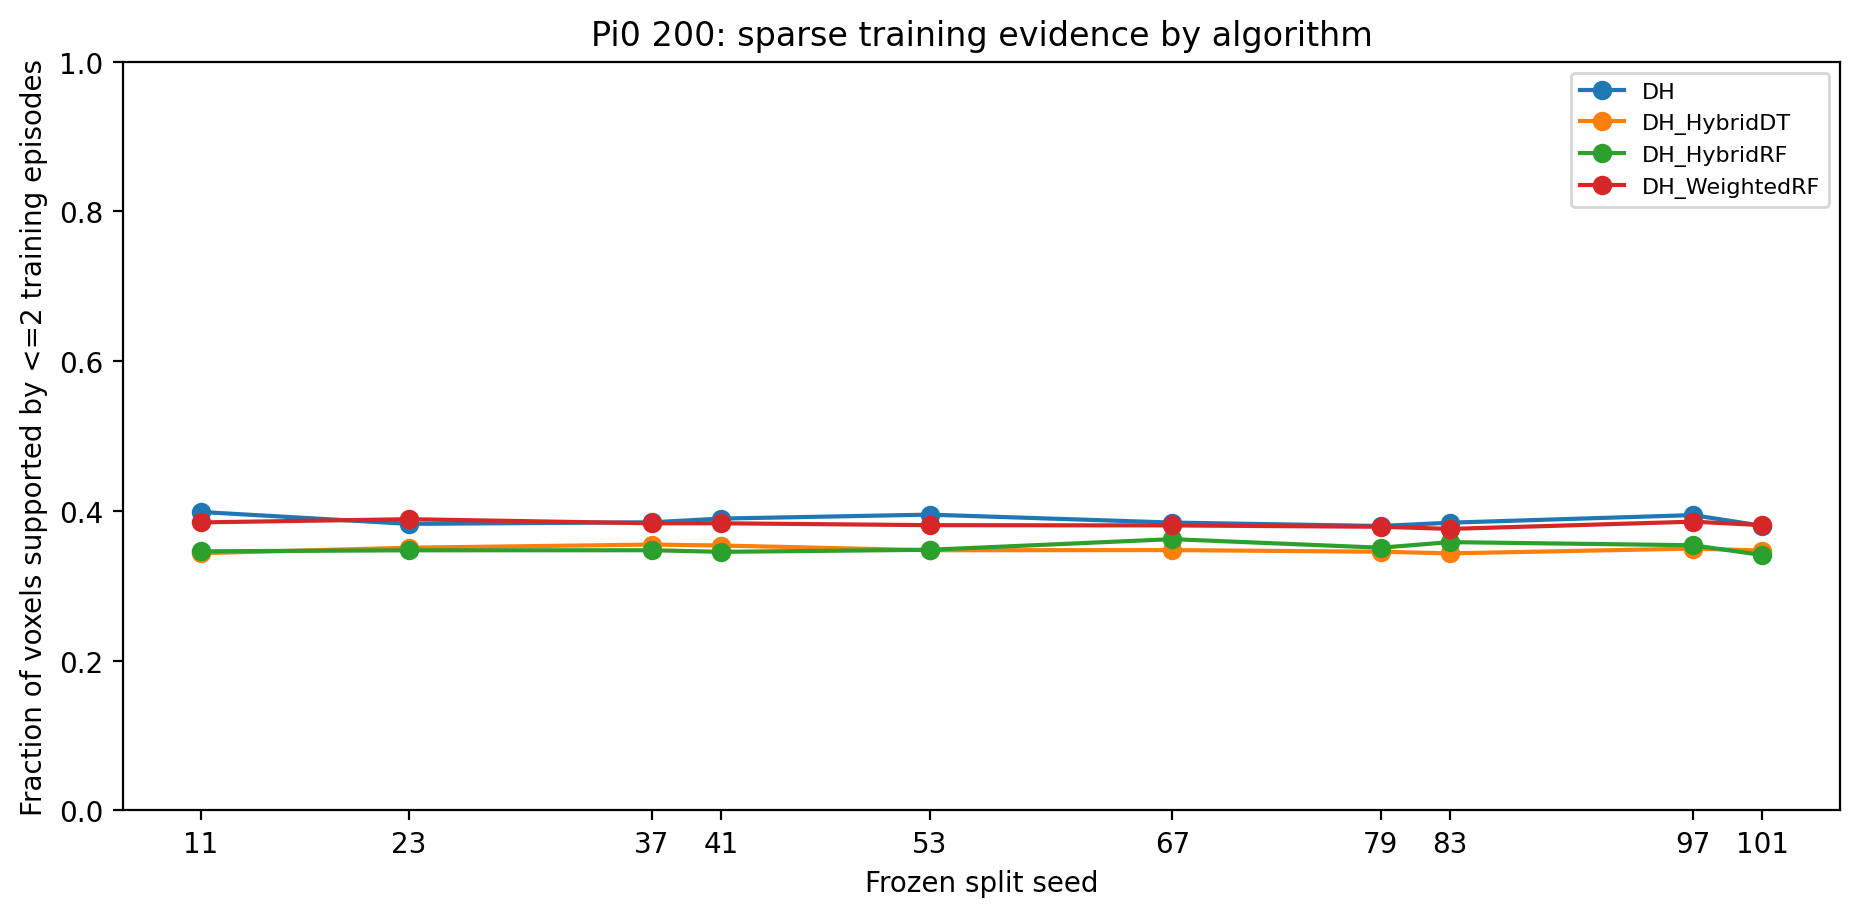 Pi0 200: sparse training evidence by algorithm
Fraction of voxels supported by <=2 training episodes
1.0
0.8
0.6
0.4
0.2
0.0
DH
DH_HybridDT
DH_HybridRF
DH_WeightedRF
11 23 37 41 53 67 79 83 97 101
Frozen split seed